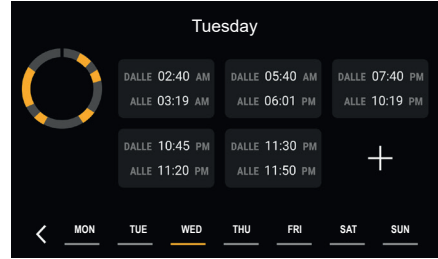 Tuesday
DALLE 02:40 AM
ALLE 03:19 AM
DALLE 05:40 AM
ALLE 06:01 PM
DALLE 07:40 PM
ALLE 10:19 PM
DALLE 10:45 PM
ALLE 11:20 PM
DALLE 11:30 PM
ALLE 11:50 PM
MON TUE WED THU FRI SAT SUN